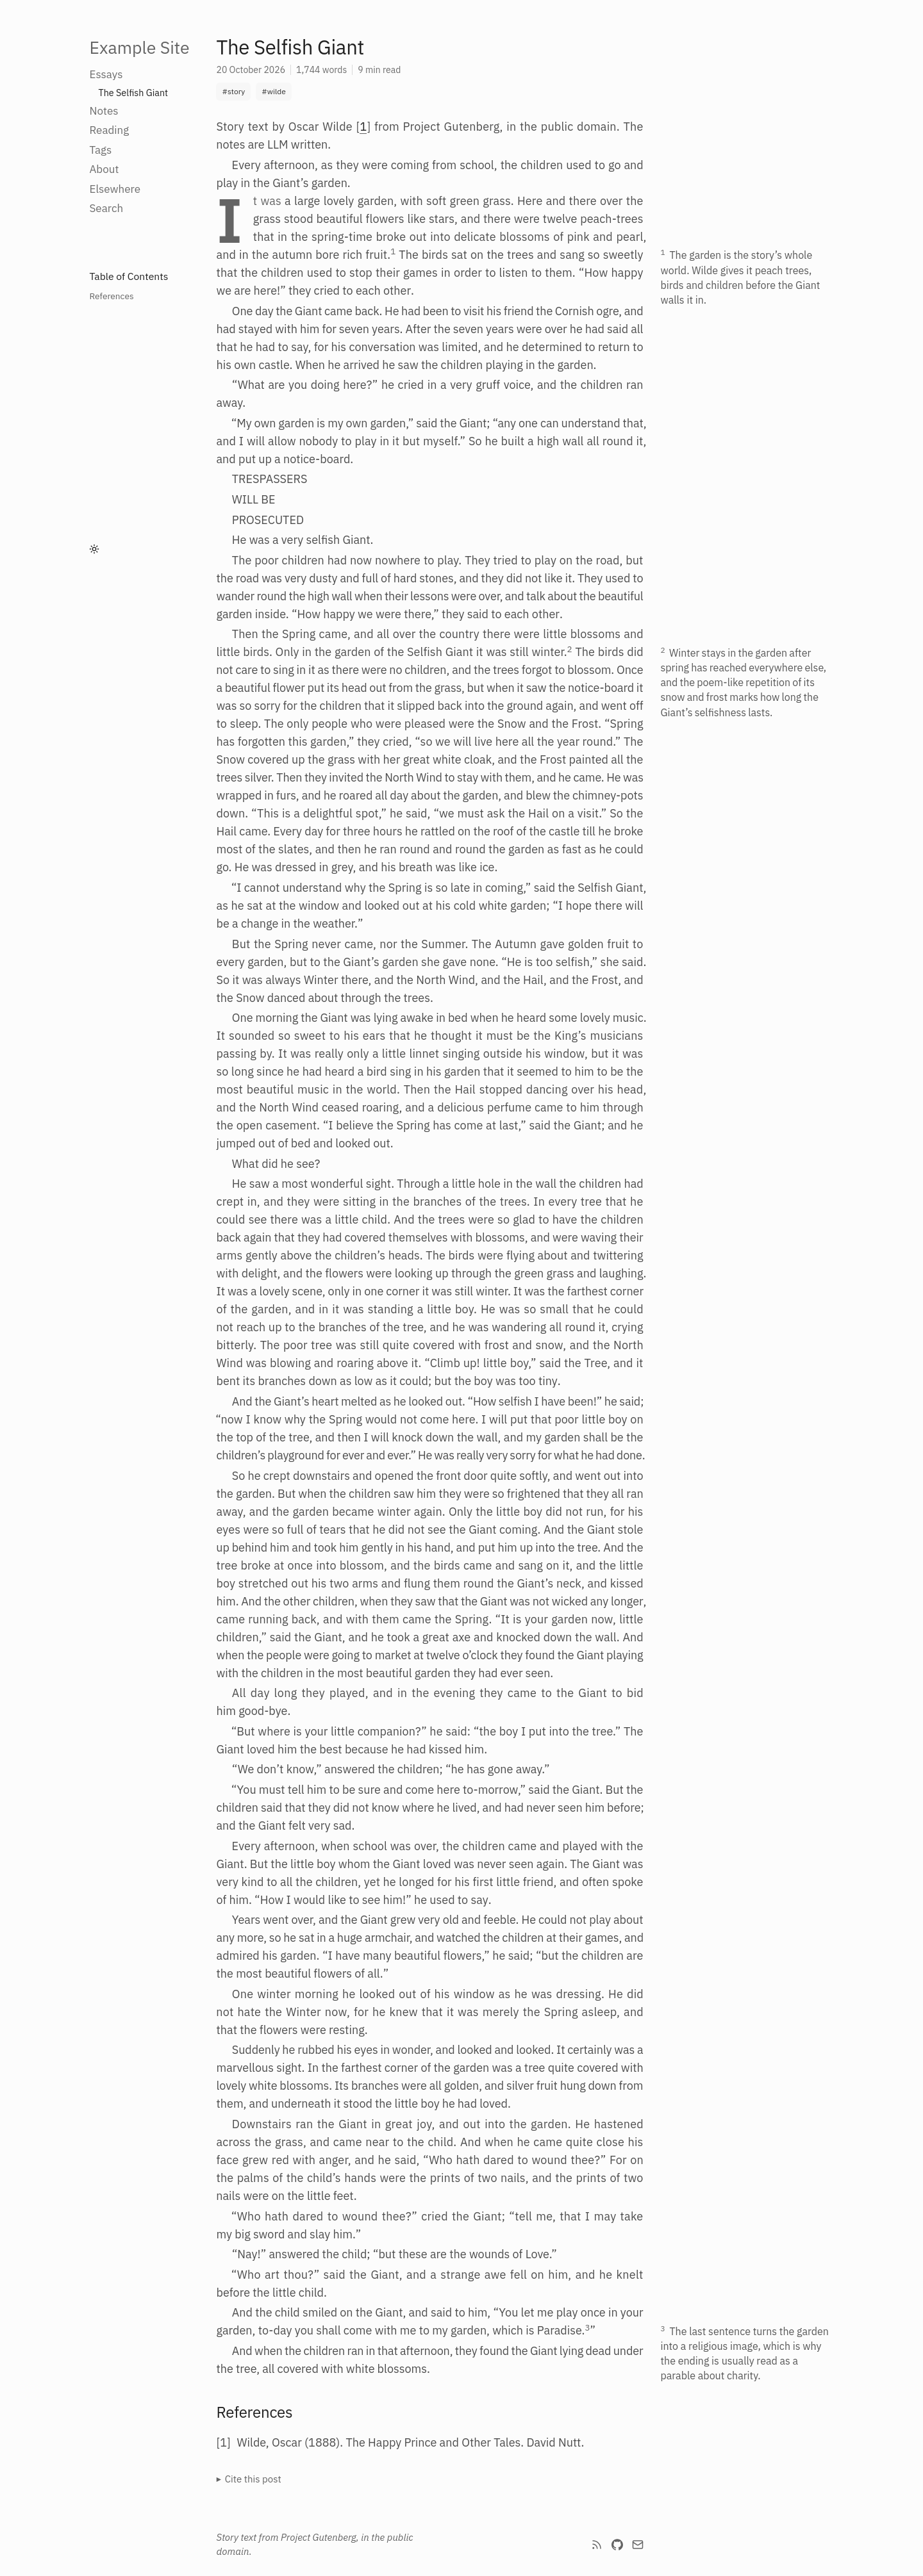 Example Site
Essays
The Selfish Giant
Notes
Reading
Tags
About
Elsewhere
Search
Table of Contents
References
The Selfish Giant
20 October 2026 | 1,744 words | 9 min read
#story #wilde
Story text by Oscar Wilde [1] from Project Gutenberg, in the public domain. The
notes are LLM written.
Every afternoon, as they were coming from school, the children used to go and
play in the Giant’s garden.
It was a large lovely garden, with soft green grass. Here and there over the
grass stood beautiful flowers like stars, and there were twelve peach-trees
that in the spring-time broke out into delicate blossoms of pink and pearl,
and in the autumn bore rich fruit.1 The birds sat on the trees and sang so sweetly
that the children used to stop their games in order to listen to them. “How happy
we are here!” they cried to each other.
1 The garden is the story’s whole
world. Wilde gives it peach trees,
birds and children before the Giant
walls it in.
One day the Giant came back. He had been to visit his friend the Cornish ogre, and
had stayed with him for seven years. After the seven years were over he had said all
that he had to say, for his conversation was limited, and he determined to return to
his own castle. When he arrived he saw the children playing in the garden.
“What are you doing here?” he cried in a very gruff voice, and the children ran
away.
“My own garden is my own garden,” said the Giant; “any one can understand that,
and I will allow nobody to play in it but myself.” So he built a high wall all round it,
and put up a notice-board.
TRESPASSERS
WILL BE
PROSECUTED
He was a very selfish Giant.
The poor children had now nowhere to play. They tried to play on the road, but
the road was very dusty and full of hard stones, and they did not like it. They used to
wander round the high wall when their lessons were over, and talk about the beautiful
garden inside. “How happy we were there,” they said to each other.
Then the Spring came, and all over the country there were little blossoms and
little birds. Only in the garden of the Selfish Giant it was still winter.2 The birds did
not care to sing in it as there were no children, and the trees forgot to blossom. Once
a beautiful flower put its head out from the grass, but when it saw the notice-board it
was so sorry for the children that it slipped back into the ground again, and went off
to sleep. The only people who were pleased were the Snow and the Frost. “Spring
has forgotten this garden,” they cried, “so we will live here all the year round.” The
Snow covered up the grass with her great white cloak, and the Frost painted all the
trees silver. Then they invited the North Wind to stay with them, and he came. He was
wrapped in furs, and he roared all day about the garden, and blew the chimney-pots
down. “This is a delightful spot,” he said, “we must ask the Hail on a visit.” So the
Hail came. Every day for three hours he rattled on the roof of the castle till he broke
most of the slates, and then he ran round and round the garden as fast as he could
go. He was dressed in grey, and his breath was like ice.
2 Winter stays in the garden after
spring has reached everywhere else,
and the poem-like repetition of its
snow and frost marks how long the
Giant’s selfishness lasts.
“I cannot understand why the Spring is so late in coming,” said the Selfish Giant,
as he sat at the window and looked out at his cold white garden; “I hope there will
be a change in the weather.”
But the Spring never came, nor the Summer. The Autumn gave golden fruit to
every garden, but to the Giant’s garden she gave none. “He is too selfish,” she said.
So it was always Winter there, and the North Wind, and the Hail, and the Frost, and
the Snow danced about through the trees.
One morning the Giant was lying awake in bed when he heard some lovely music.
It sounded so sweet to his ears that he thought it must be the King’s musicians
passing by. It was really only a little linnet singing outside his window, but it was
so long since he had heard a bird sing in his garden that it seemed to him to be the
most beautiful music in the world. Then the Hail stopped dancing over his head,
and the North Wind ceased roaring, and a delicious perfume came to him through
the open casement. “I believe the Spring has come at last,” said the Giant; and he
jumped out of bed and looked out.
What did he see?
He saw a most wonderful sight. Through a little hole in the wall the children had
crept in, and they were sitting in the branches of the trees. In every tree that he
could see there was a little child. And the trees were so glad to have the children
back again that they had covered themselves with blossoms, and were waving their
arms gently above the children’s heads. The birds were flying about and twittering
with delight, and the flowers were looking up through the green grass and laughing.
It was a lovely scene, only in one corner it was still winter. It was the farthest corner
of the garden, and in it was standing a little boy. He was so small that he could
not reach up to the branches of the tree, and he was wandering all round it, crying
bitterly. The poor tree was still quite covered with frost and snow, and the North
Wind was blowing and roaring above it. “Climb up! little boy,” said the Tree, and it
bent its branches down as low as it could; but the boy was too tiny.
And the Giant’s heart melted as he looked out. “How selfish I have been!” he said;
“now I know why the Spring would not come here. I will put that poor little boy on
the top of the tree, and then I will knock down the wall, and my garden shall be the
children’s playground for ever and ever.” He was really very sorry for what he had done.
So he crept downstairs and opened the front door quite softly, and went out into
the garden. But when the children saw him they were so frightened that they all ran
away, and the garden became winter again. Only the little boy did not run, for his
eyes were so full of tears that he did not see the Giant coming. And the Giant stole
up behind him and took him gently in his hand, and put him up into the tree. And the
tree broke at once into blossom, and the birds came and sang on it, and the little
boy stretched out his two arms and flung them round the Giant’s neck, and kissed
him. And the other children, when they saw that the Giant was not wicked any longer,
came running back, and with them came the Spring. “It is your garden now, little
children,” said the Giant, and he took a great axe and knocked down the wall. And
when the people were going to market at twelve o’clock they found the Giant playing
with the children in the most beautiful garden they had ever seen.
All day long they played, and in the evening they came to the Giant to bid
him good-bye.
“But where is your little companion?” he said: “the boy I put into the tree.” The
Giant loved him the best because he had kissed him.
“We don’t know,” answered the children; “he has gone away.”
“You must tell him to be sure and come here to-morrow,” said the Giant. But the
children said that they did not know where he lived, and had never seen him before;
and the Giant felt very sad.
Every afternoon, when school was over, the children came and played with the
Giant. But the little boy whom the Giant loved was never seen again. The Giant was
very kind to all the children, yet he longed for his first little friend, and often spoke
of him. “How I would like to see him!” he used to say.
Years went over, and the Giant grew very old and feeble. He could not play about
any more, so he sat in a huge armchair, and watched the children at their games, and
admired his garden. “I have many beautiful flowers,” he said; “but the children are
the most beautiful flowers of all.”
One winter morning he looked out of his window as he was dressing. He did
not hate the Winter now, for he knew that it was merely the Spring asleep, and
that the flowers were resting.
Suddenly he rubbed his eyes in wonder, and looked and looked. It certainly was a
marvellous sight. In the farthest corner of the garden was a tree quite covered with
lovely white blossoms. Its branches were all golden, and silver fruit hung down from
them, and underneath it stood the little boy he had loved.
Downstairs ran the Giant in great joy, and out into the garden. He hastened
across the grass, and came near to the child. And when he came quite close his
face grew red with anger, and he said, “Who hath dared to wound thee?” For on
the palms of the child’s hands were the prints of two nails, and the prints of two
nails were on the little feet.
“Who hath dared to wound thee?” cried the Giant; “tell me, that I may take
my big sword and slay him.”
“Nay!” answered the child; “but these are the wounds of Love.”
“Who art thou?” said the Giant, and a strange awe fell on him, and he knelt
before the little child.
And the child smiled on the Giant, and said to him, “You let me play once in your
garden, to-day you shall come with me to my garden, which is Paradise.3”
3 The last sentence turns the garden
into a religious image, which is why
the ending is usually read as a
parable about charity.
And when the children ran in that afternoon, they found the Giant lying dead under
the tree, all covered with white blossoms.
References
[1] Wilde, Oscar (1888). The Happy Prince and Other Tales. David Nutt.
▸ Cite this post
Story text from Project Gutenberg, in the public
domain.